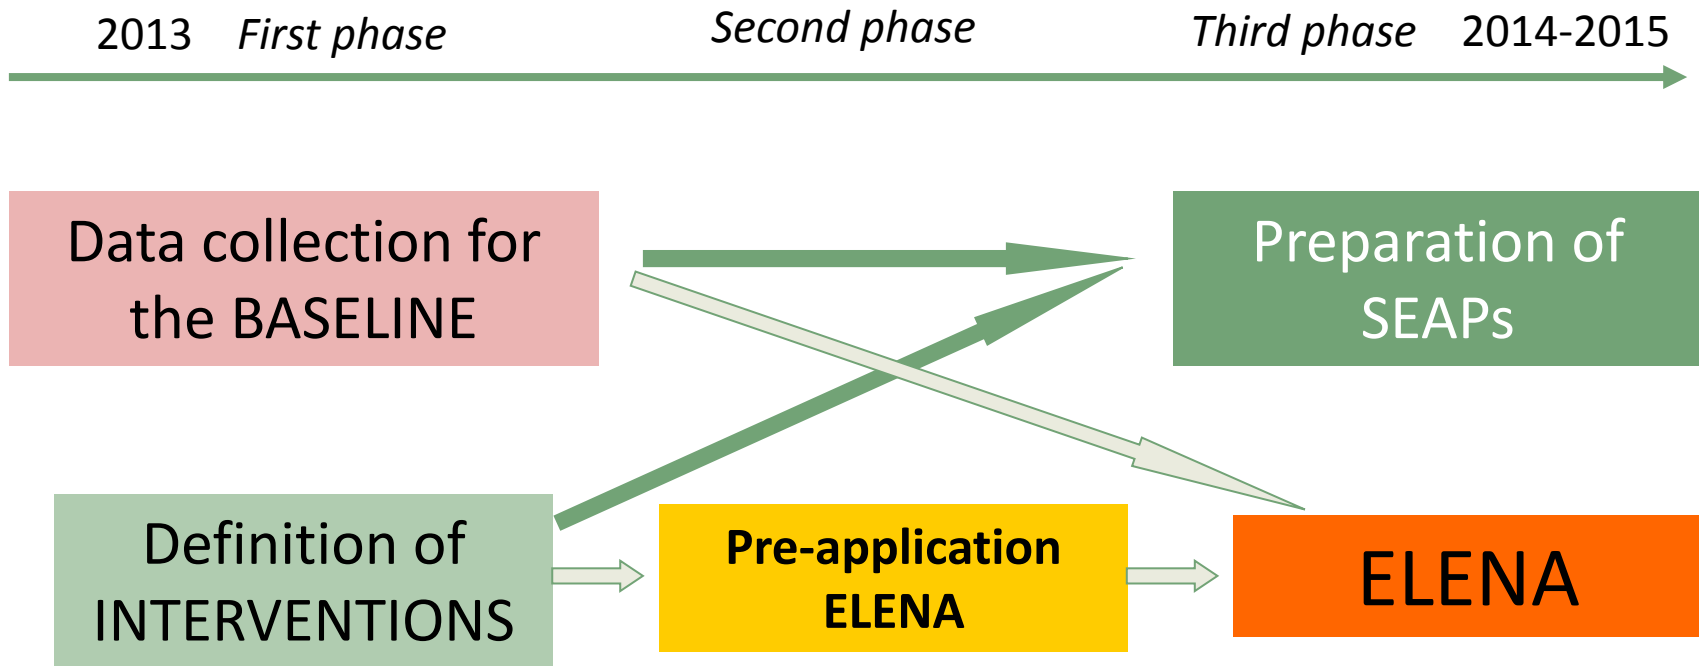 2013 First phase Second phase Third phase 2014-2015
Data collection for
the BASELINE
Preparation of
SEAPs
Definition of
INTERVENTIONS
Pre-application
ELENA
ELENA